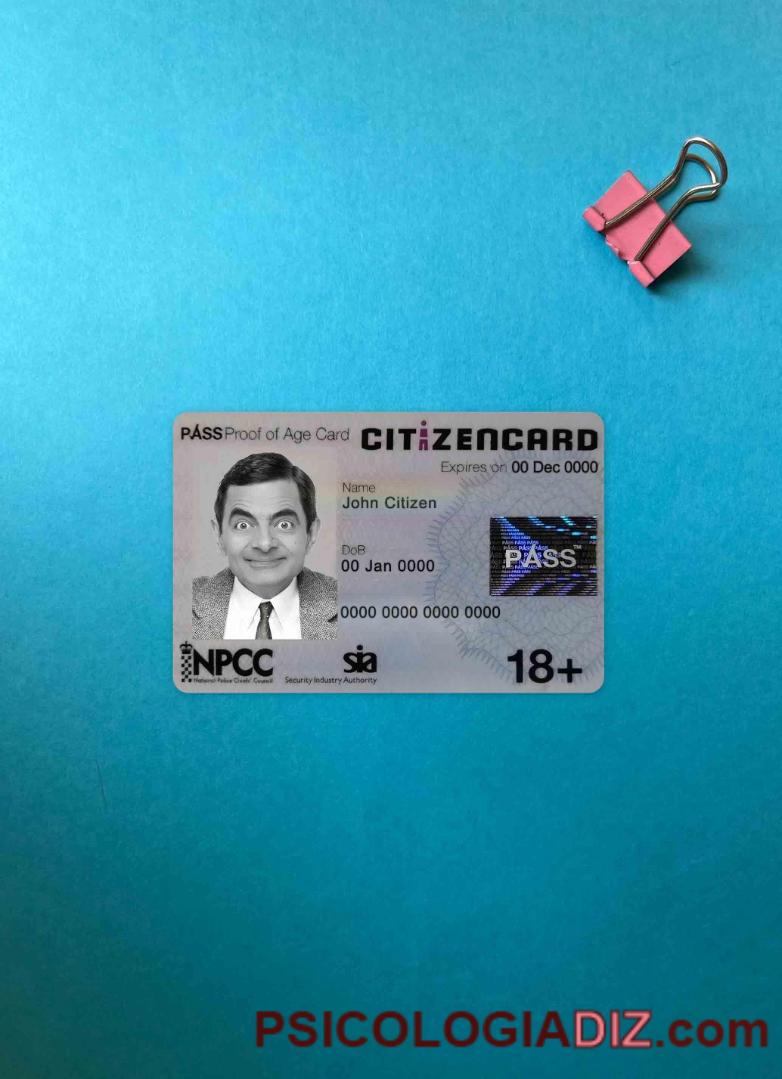 PASS Proof of Age Card CITiZENCARD
Expires on 00 Dec 0000
Name
John Citizen
DoB
00 Jan 0000
PASS™
0000 0000 0000 0000
NPCC
National Police Chiefs' Council
sia
Security Industry Authority
18+
PSICOLOGIADIZ.com